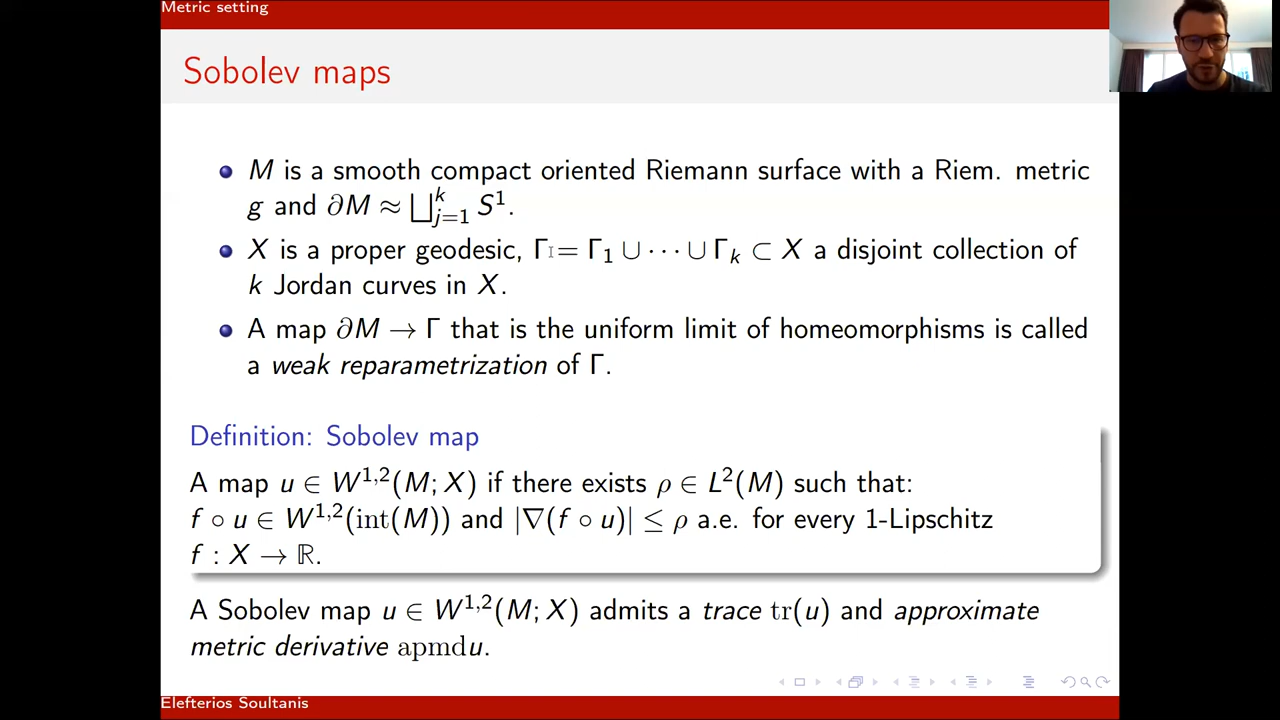 Metric setting
Sobolev maps
M is a smooth compact oriented Riemann surface with a Riem. metric
g and ∂M ≈ ⨆ᵏⱼ₌₁ S¹.
X is a proper geodesic, Γ = Γ₁ ∪ ⋯ ∪ Γₖ ⊂ X a disjoint collection of
k Jordan curves in X.
A map ∂M → Γ that is the uniform limit of homeomorphisms is called
a weak reparametrization of Γ.
Definition: Sobolev map
A map u ∈ W^{1,2}(M; X) if there exists ρ ∈ L²(M) such that:
f ∘ u ∈ W^{1,2}(int(M)) and |∇(f ∘ u)| ≤ ρ a.e. for every 1-Lipschitz
f : X → ℝ.
A Sobolev map u ∈ W^{1,2}(M; X) admits a trace tr(u) and approximate
metric derivative apmdu.
Elefterios Soultanis